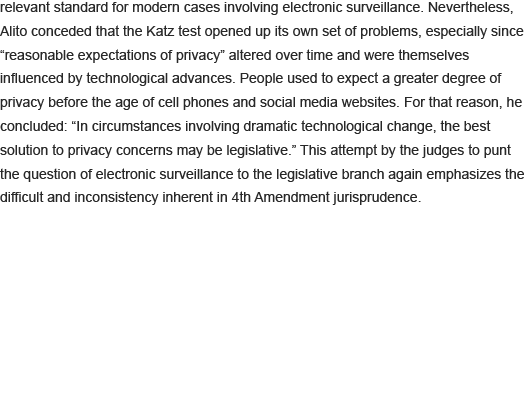 relevant standard for modern cases involving electronic surveillance. Nevertheless,
Alito conceded that the Katz test opened up its own set of problems, especially since
“reasonable expectations of privacy” altered over time and were themselves
influenced by technological advances. People used to expect a greater degree of
privacy before the age of cell phones and social media websites. For that reason, he
concluded: “In circumstances involving dramatic technological change, the best
solution to privacy concerns may be legislative.” This attempt by the judges to punt
the question of electronic surveillance to the legislative branch again emphasizes the
difficult and inconsistency inherent in 4th Amendment jurisprudence.